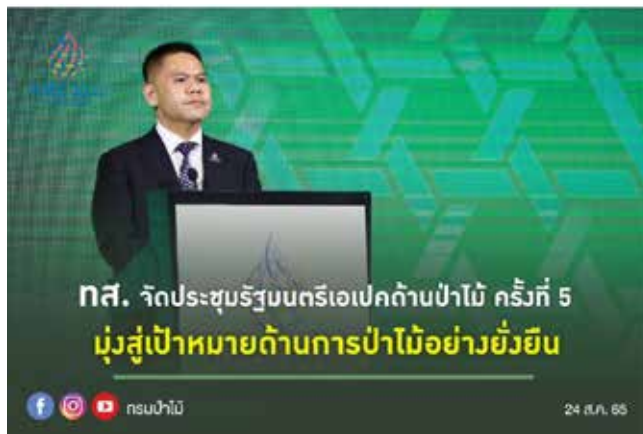 ทส. จัดประชุมรัฐมนตรีเอเปคด้านป่าไม้ ครั้งที่ 5
มุ่งสู่เป้าหมายด้านการป่าไม้อย่างยั่งยืน
กรมป่าไม้
24 ส.ค. 65